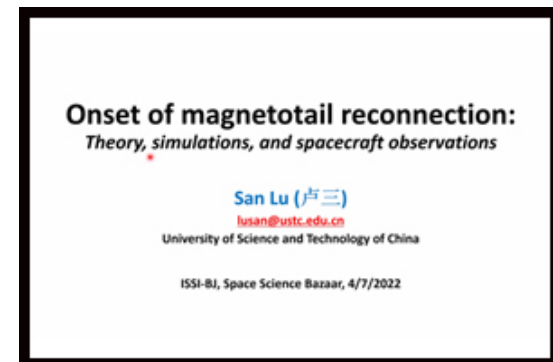 Onset of magnetotail reconnection:
Theory, simulations, and spacecraft observations
San Lu (卢三)
lusan@ustc.edu.cn
University of Science and Technology of China
ISSI-BJ, Space Science Bazaar, 4/7/2022